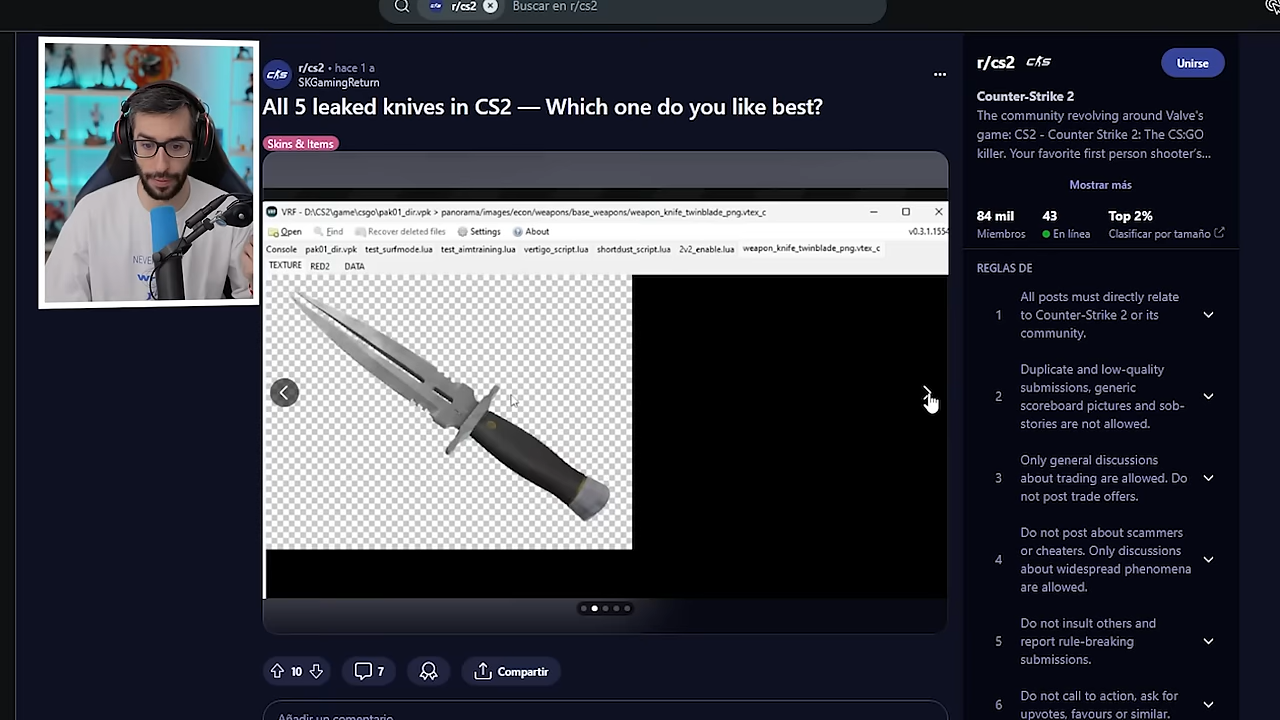 r/cs2
Buscar en r/cs2
r/cs2 • hace 1 a
SKGamingReturn
All 5 leaked knives in CS2 — Which one do you like best?
Skins & Items
VRF - D:\CS2\game\csgo\pak01_dir.vpk > panorama/images/econ/weapons/base_weapons/weapon_knife_twinblade_png.vtex_c
Open Find Recover deleted files Settings About v0.3.1.155
Console pak01_dir.vpk test_surfmode.lua test_aimtraining.lua vertigo_script.lua shortdust_script.lua 2v2_enable.lua weapon_knife_twinblade_png.vtex_c
TEXTURE RED2 DATA
10
7
Compartir
Añadir un comentario
r/cs2
Unirse
Counter-Strike 2
The community revolving around Valve's
game: CS2 - Counter Strike 2: The CS:GO
killer. Your favorite first person shooter's…
Mostrar más
84 mil 43 Top 2%
Miembros En línea Clasificar por tamaño
REGLAS DE
1 All posts must directly relate
to Counter-Strike 2 or its
community.
2 Duplicate and low-quality
submissions, generic
scoreboard pictures and sob-
stories are not allowed.
3 Only general discussions
about trading are allowed. Do
not post trade offers.
4 Do not post about scammers
or cheaters. Only discussions
about widespread phenomena
are allowed.
5 Do not insult others and
report rule-breaking
submissions.
6 Do not call to action, ask for
upvotes, favours or similar.